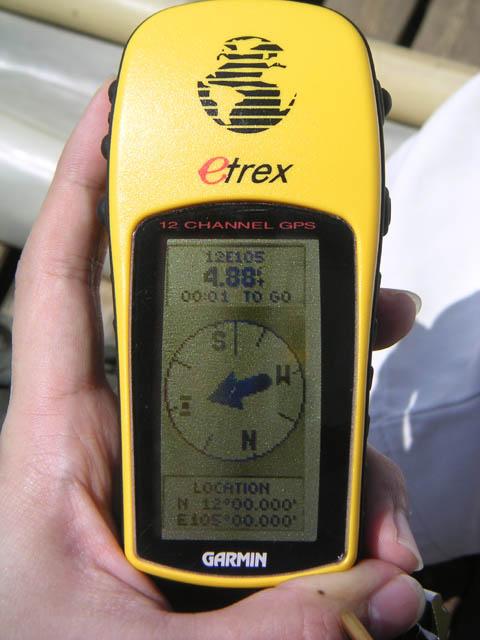 etrex
12 CHANNEL GPS
12E105
4.88 ft
00:01 TO GO
S
W
E
N
LOCATION
N 12°00.000'
E105°00.000'
GARMIN